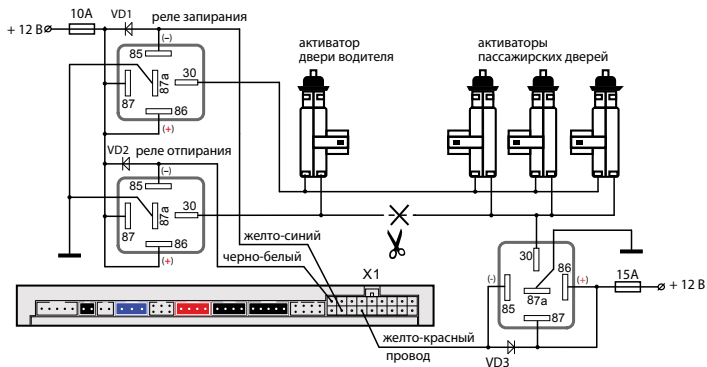 10А
VD1
реле запирания
+ 12 В
(–)
85
30
87
87а
86
(+)
активатор
двери водителя
активаторы
пассажирских дверей
VD2
реле отпирания
(–)
85
30
87
87а
86
(+)
желто-синий
черно-белый
X1
30
86
(-)
(+)
15А
+ 12 В
85
87а
87
желто-красный
провод
VD3